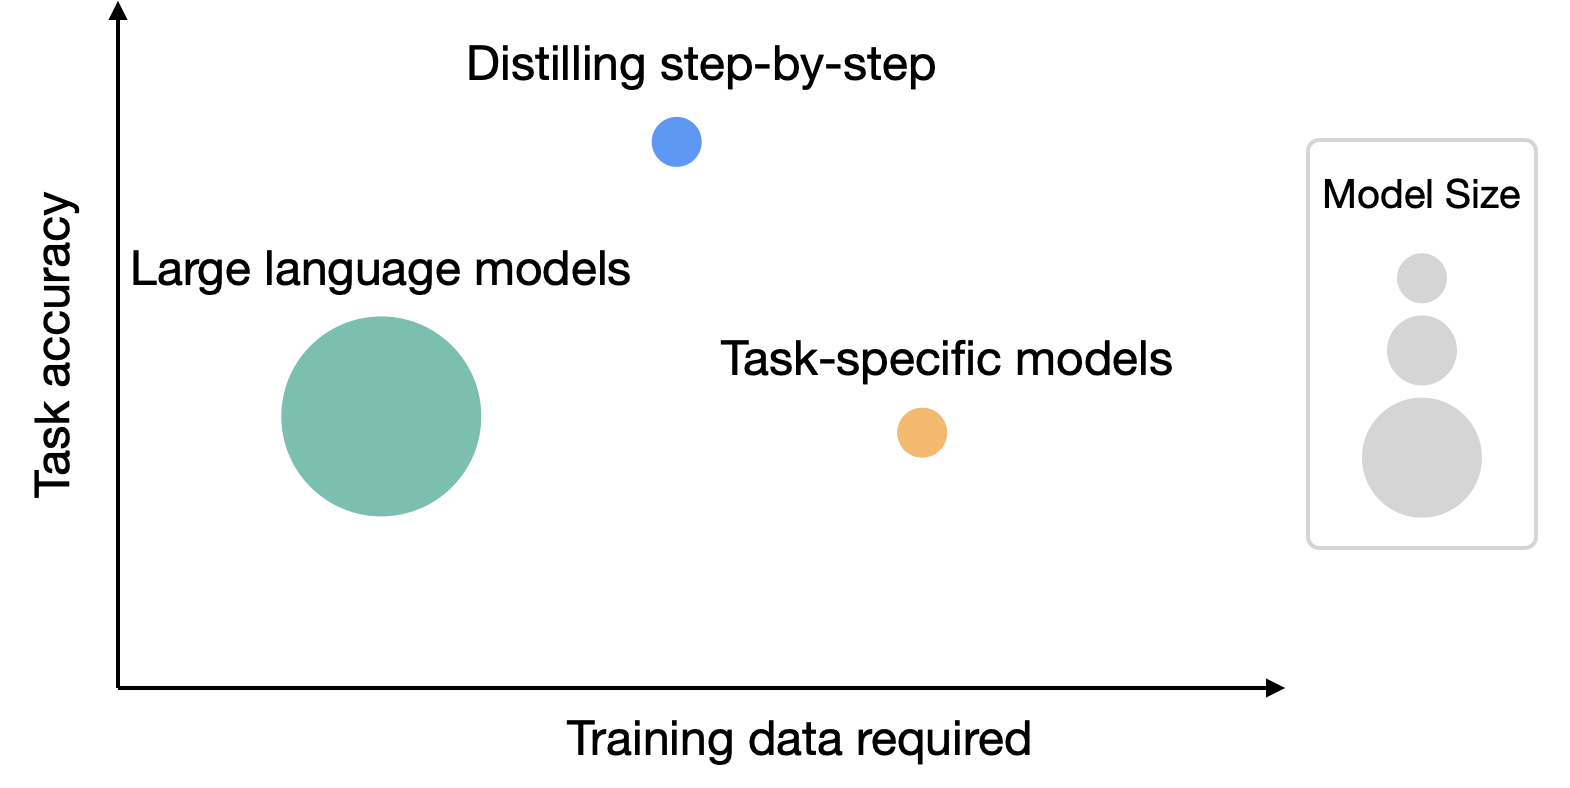 Distilling step-by-step
Large language models
Task-specific models
Task accuracy
Training data required
Model Size